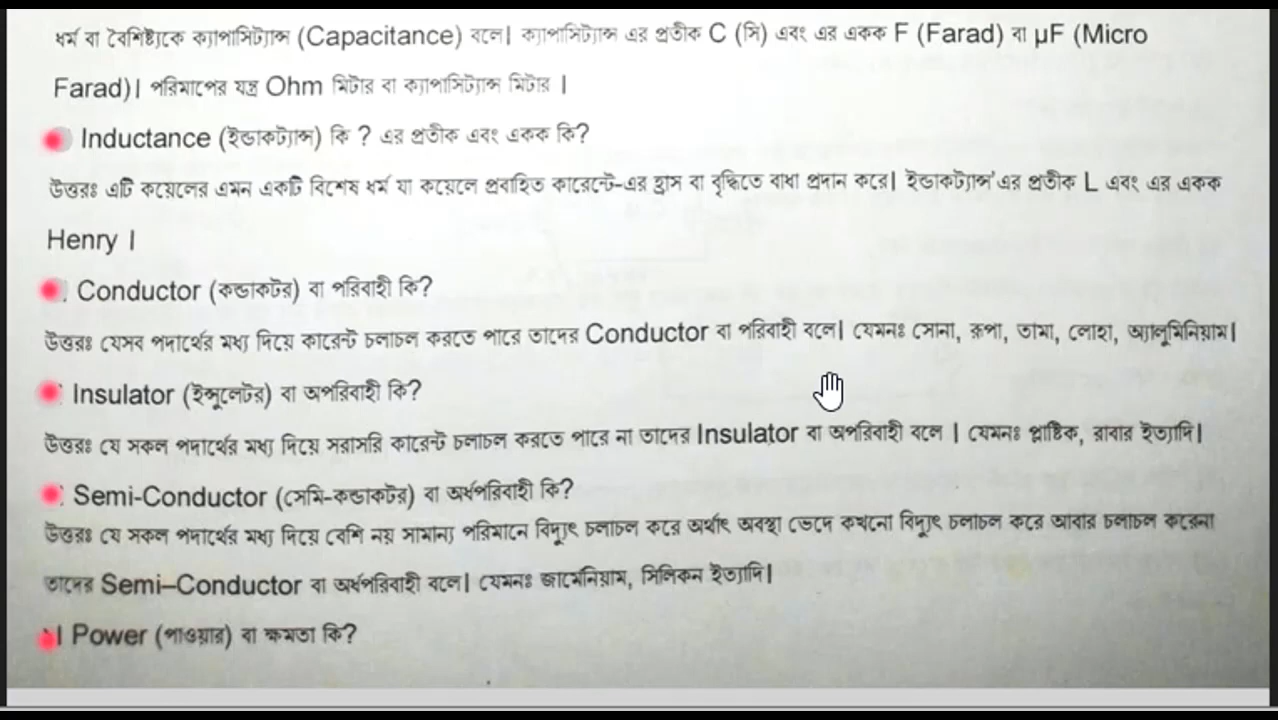 ধর্ম বা বৈশিষ্ট্যকে ক্যাপাসিট্যান্স (Capacitance) বলে। ক্যাপাসিট্যান্স এর প্রতীক C (সি) এবং এর একক F (Farad) বা µF (Micro
Farad)। পরিমাপের যন্ত্র Ohm মিটার বা ক্যাপাসিট্যান্স মিটার ।
Inductance (ইন্ডাকট্যান্স) কি ? এর প্রতীক এবং একক কি?
উত্তরঃ এটি কয়েলের এমন একটি বিশেষ ধর্ম যা কয়েলে প্রবাহিত কারেন্টে-এর হ্রাস বা বৃদ্ধিতে বাধা প্রদান করে। ইন্ডাকট্যান্স'এর প্রতীক L এবং এর একক
Henry ।
Conductor (কন্ডাকটর) বা পরিবাহী কি?
উত্তরঃ যেসব পদার্থের মধ্য দিয়ে কারেন্ট চলাচল করতে পারে তাদের Conductor বা পরিবাহী বলে। যেমনঃ সোনা, রূপা, তামা, লোহা, অ্যালুমিনিয়াম।
Insulator (ইন্সুলেটর) বা অপরিবাহী কি?
উত্তরঃ যে সকল পদার্থের মধ্য দিয়ে সরাসরি কারেন্ট চলাচল করতে পারে না তাদের Insulator বা অপরিবাহী বলে । যেমনঃ প্লাষ্টিক, রাবার ইত্যাদি।
Semi-Conductor (সেমি-কন্ডাকটর) বা অর্ধপরিবাহী কি?
উত্তরঃ যে সকল পদার্থের মধ্য দিয়ে বেশি নয় সামান্য পরিমানে বিদ্যুৎ চলাচল করে অর্থাৎ অবস্থা ভেদে কখনো বিদ্যুৎ চলাচল করে আবার চলাচল করেনা
তাদের Semi–Conductor বা অর্ধপরিবাহী বলে। যেমনঃ জার্মেনিয়াম, সিলিকন ইত্যাদি।
। Power (পাওয়ার) বা ক্ষমতা কি?